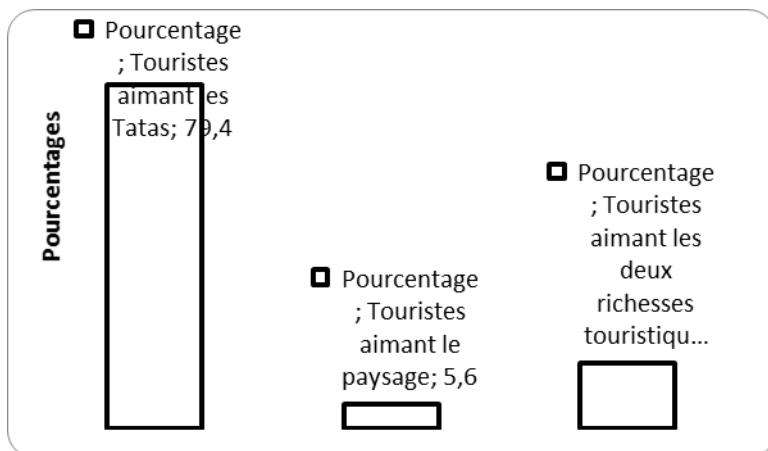 Pourcentages
Pourcentage
; Touristes
aimant les
Tatas; 79,4
Pourcentage
; Touristes
aimant le
paysage; 5,6
Pourcentage
; Touristes
aimant les
deux
richesses
touristiqu...